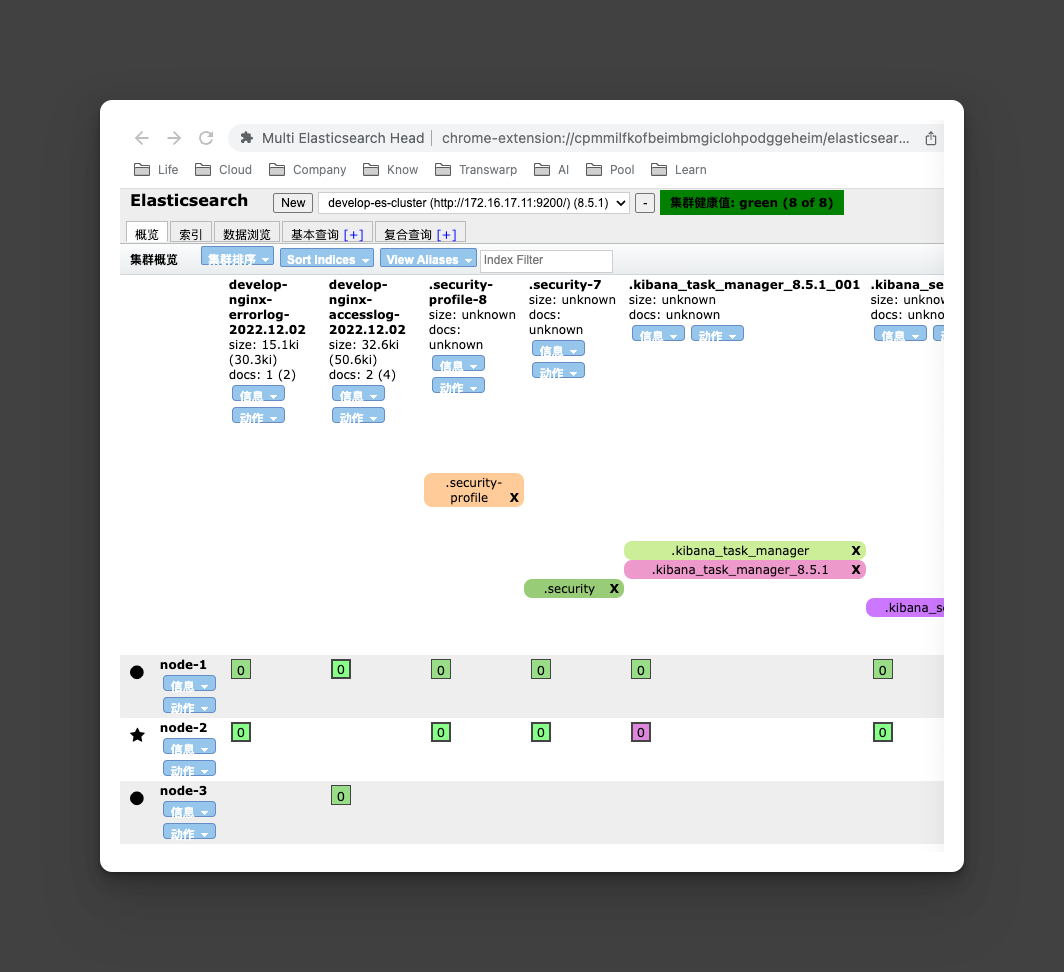 Multi Elasticsearch Head | chrome-extension://cpmmilfkofbeimbmgiclohpodggeheim/elasticsear...
Life Cloud Company Know Transwarp AI Pool Learn
Elasticsearch New develop-es-cluster (http://172.16.17.11:9200/) (8.5.1) - 集群健康值: green (8 of 8)
概览 索引 数据浏览 基本查询 [+] 复合查询 [+]
集群概览 集群排序 Sort Indices View Aliases Index Filter
develop-
nginx-
errorlog-
2022.12.02
size: 15.1ki
(30.3ki)
docs: 1 (2)
信息
动作
develop-
nginx-
accesslog-
2022.12.02
size: 32.6ki
(50.6ki)
docs: 2 (4)
信息
动作
.security-
profile-8
size: unknown
docs:
unknown
信息
动作
.security-7
size: unknown
docs:
unknown
信息
动作
.kibana_task_manager_8.5.1_001
size: unknown
docs: unknown
信息 动作
.kibana_se
size: unknow
docs: unknow
信息
.security-
profile X
.kibana_task_manager X
.kibana_task_manager_8.5.1 X
.security X
.kibana_se
node-1 0 0 0 0 0 0
信息
动作
node-2 0 0 0 0 0
信息
动作
node-3 0
信息
动作